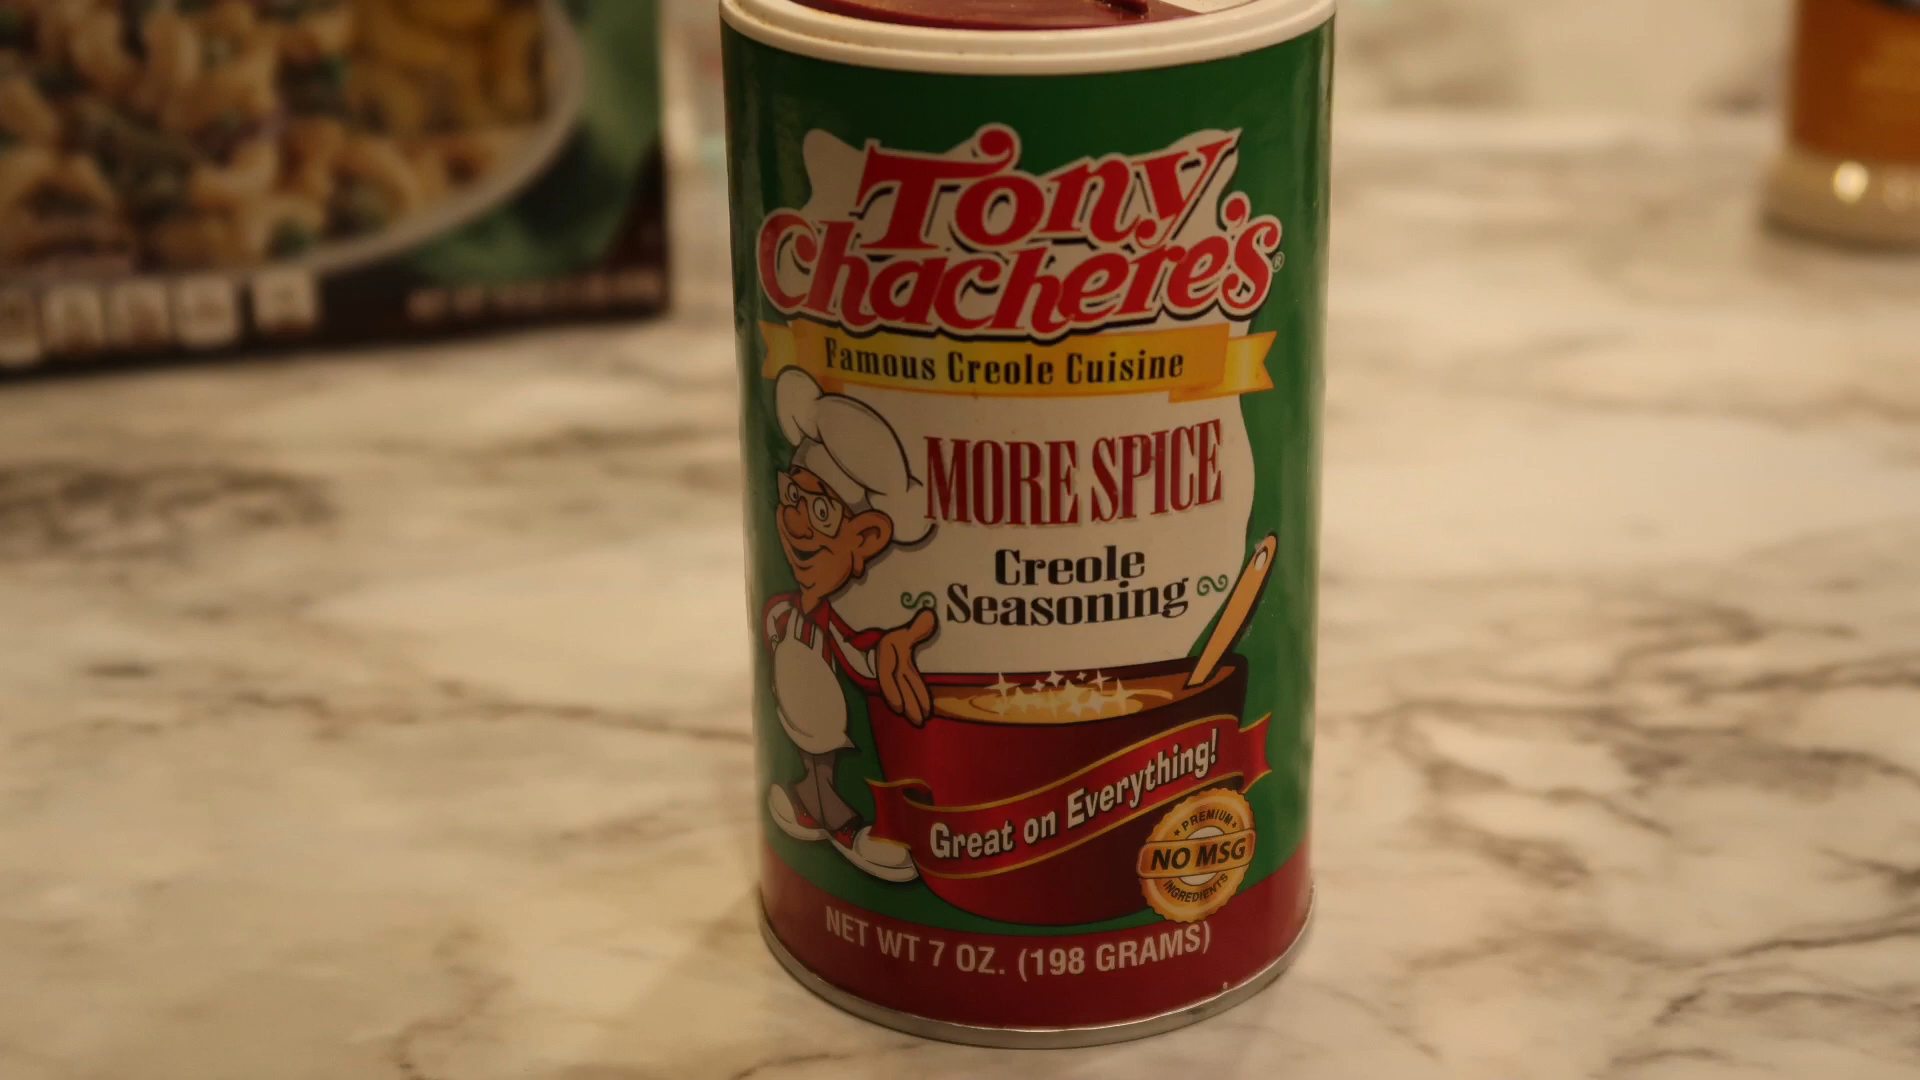 Tony
Chachere's®
Famous Creole Cuisine
MORE SPICE
Creole
Seasoning
Great on Everything!
PREMIUM
NO MSG
INGREDIENTS
NET WT 7 OZ. (198 GRAMS)